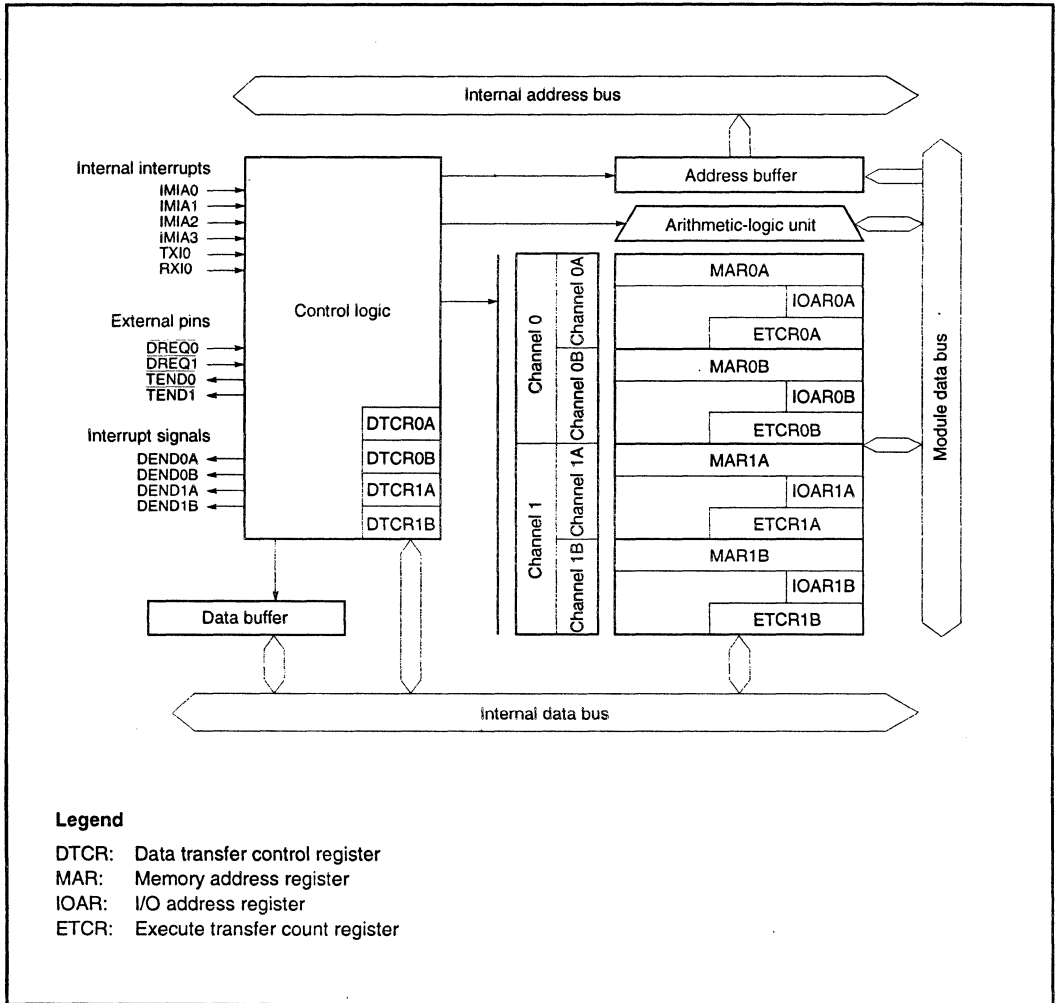 Internal address bus
Internal interrupts
IMIA0
IMIA1
IMIA2
IMIA3
TXI0
RXI0
External pins
DREQ0
DREQ1
TEND0
TEND1
Interrupt signals
DEND0A
DEND0B
DEND1A
DEND1B
Control logic
DTCR0A
DTCR0B
DTCR1A
DTCR1B
Data buffer
Address buffer
Arithmetic-logic unit
Channel 0
Channel 0A
Channel 0B
Channel 1
Channel 1A
Channel 1B
MAR0A
IOAR0A
ETCR0A
MAR0B
IOAR0B
ETCR0B
MAR1A
IOAR1A
ETCR1A
MAR1B
IOAR1B
ETCR1B
Module data bus
Internal data bus
Legend
DTCR: Data transfer control register
MAR: Memory address register
IOAR: I/O address register
ETCR: Execute transfer count register